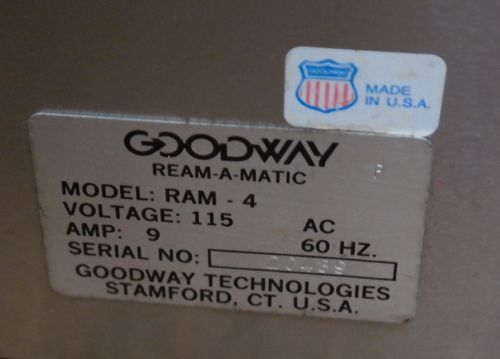 GOODWAY
MADE
IN U.S.A.
GOODWAY
REAM-A-MATIC
MODEL: RAM - 4
VOLTAGE: 115 AC
AMP: 9 60 HZ.
SERIAL NO:
GOODWAY TECHNOLOGIES
STAMFORD, CT. U.S.A.